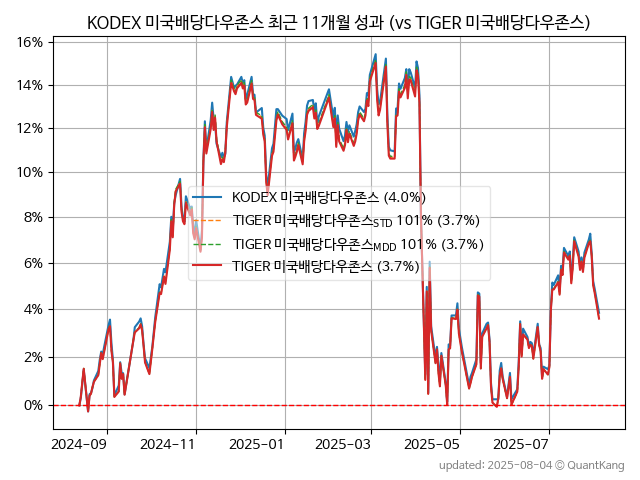 KODEX 미국배당다우존스 최근 11개월 성과 (vs TIGER 미국배당다우존스)
16%
14%
12%
10%
8%
6%
4%
2%
0%
KODEX 미국배당다우존스 (4.0%)
TIGER 미국배당다우존스STD 101% (3.7%)
TIGER 미국배당다우존스MDD 101% (3.7%)
TIGER 미국배당다우존스 (3.7%)
2024-09 2024-11 2025-01 2025-03 2025-05 2025-07
updated: 2025-08-04 © QuantKang